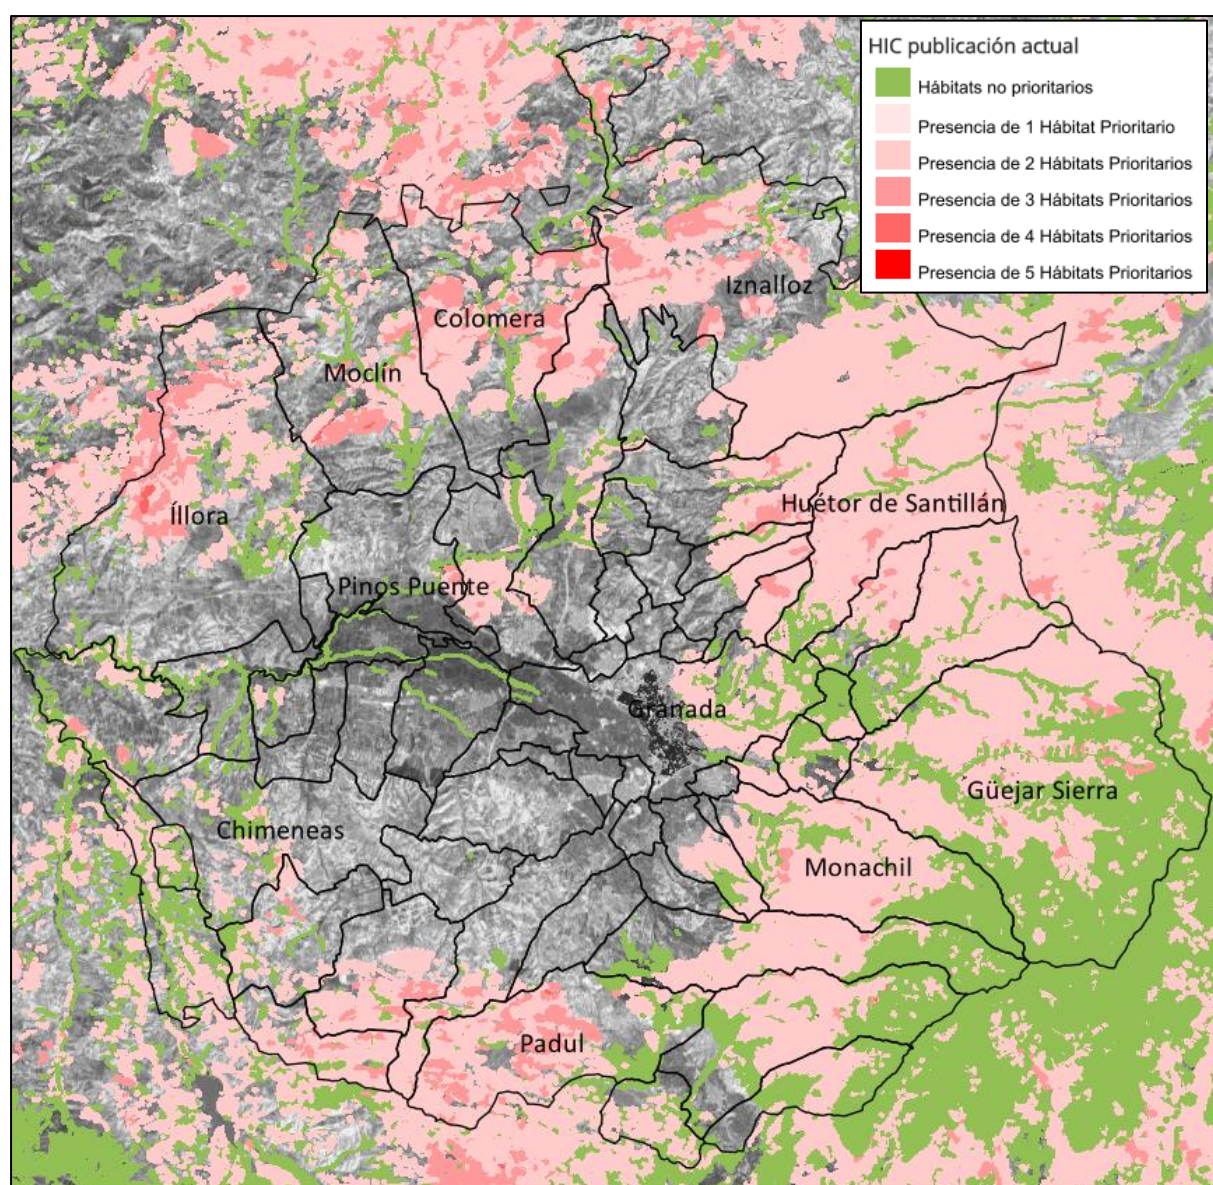 HIC publicación actual
Hábitats no prioritarios
Presencia de 1 Hábitat Prioritario
Presencia de 2 Hábitats Prioritarios
Presencia de 3 Hábitats Prioritarios
Presencia de 4 Hábitats Prioritarios
Presencia de 5 Hábitats Prioritarios
Iznalloz
Colomera
Moclín
Huétor de Santillán
Íllora
Pinos Puente
Granada
Güejar Sierra
Chimeneas
Monachil
Padul